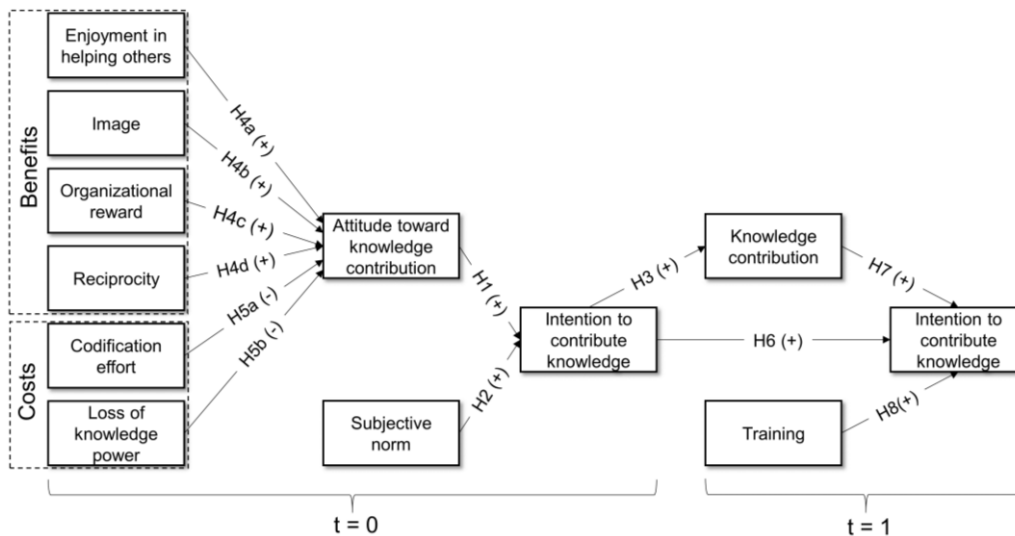 Benefits
Enjoyment in
helping others
Image
Organizational
reward
Reciprocity
Costs
Codification
effort
Loss of
knowledge
power
H4a (+)
H4b (+)
H4c (+)
H4d (+)
H5a (-)
H5b (-)
Attitude toward
knowledge
contribution
Subjective
norm
H1 (+)
H2 (+)
Intention to
contribute
knowledge
H3 (+)
H6 (+)
Knowledge
contribution
Training
H7 (+)
H8(+)
Intention to
contribute
knowledge
t = 0
t = 1